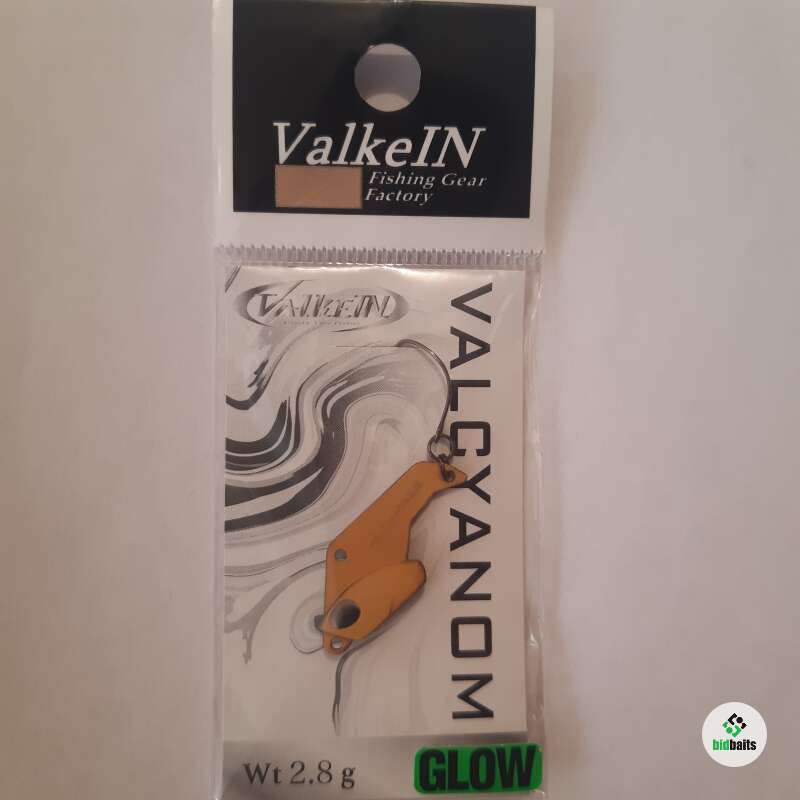 ValkeIN
Fishing Gear
Factory
VALKEIN
VALCYANOM
Wt 2.8 g
GLOW
bidbaits